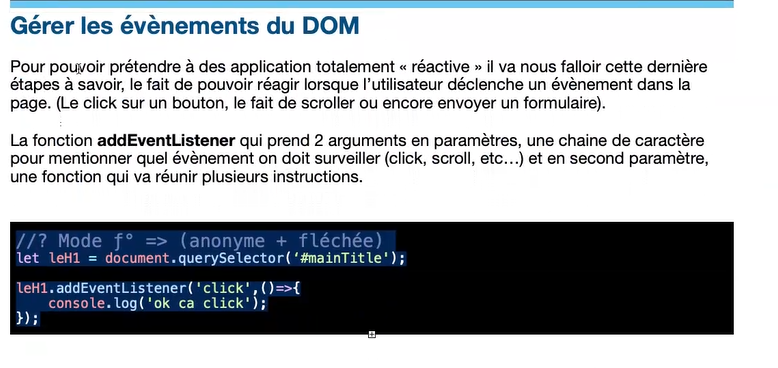 Gérer les évènements du DOM
Pour pouvoir prétendre à des application totalement « réactive » il va nous falloir cette dernière
étapes à savoir, le fait de pouvoir réagir lorsque l’utilisateur déclenche un évènement dans la
page. (Le click sur un bouton, le fait de scroller ou encore envoyer un formulaire).
La fonction addEventListener qui prend 2 arguments en paramètres, une chaine de caractère
pour mentionner quel évènement on doit surveiller (click, scroll, etc…) et en second paramètre,
une fonction qui va réunir plusieurs instructions.
//? Mode ƒ° => (anonyme + fléchée)
let leH1 = document.querySelector(‘#mainTitle');
leH1.addEventListener('click',()=>{
    console.log('ok ca click');
});